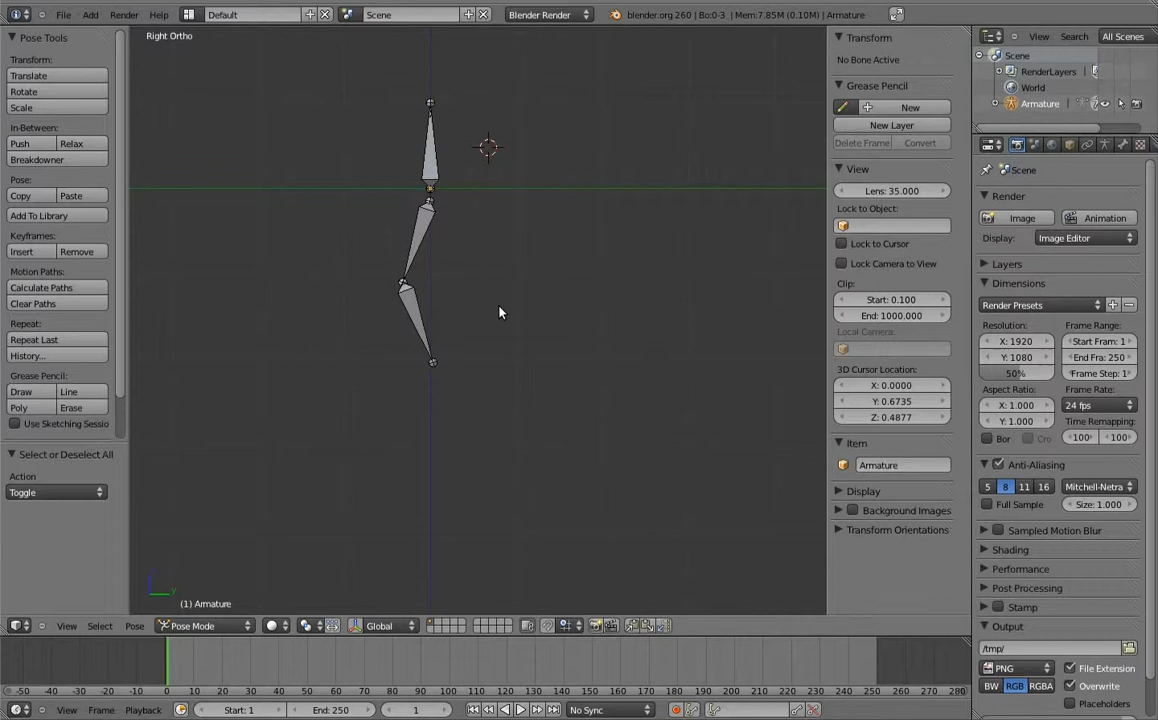 File Add Render Help Default Scene Blender Render blender.org 260 | Bo:0-3 | Mem:7.85M (0.10M) | Armature
Pose Tools
Transform:
Translate
Rotate
Scale
In-Between:
Push Relax
Breakdowner
Pose:
Copy Paste
Add To Library
Keyframes:
Insert Remove
Motion Paths:
Calculate Paths
Clear Paths
Repeat:
Repeat Last
History...
Grease Pencil:
Draw Line
Poly Erase
Use Sketching Sessio
Select or Deselect All
Action
Toggle
Right Ortho
y
(1) Armature
View Select Pose Pose Mode Global
Transform
No Bone Active
Grease Pencil
New
New Layer
Delete Frame Convert
View
Lens: 35.000
Lock to Object:
Lock to Cursor
Lock Camera to View
Clip:
Start: 0.100
End: 1000.000
Local Camera:
3D Cursor Location:
X: 0.0000
Y: 0.6735
Z: 0.4877
Item
Armature
Display
Background Images
Transform Orientations
View Search All Scenes
Scene
RenderLayers
World
Armature
Scene
Render
Image Animation
Display: Image Editor
Layers
Dimensions
Render Presets
Resolution: Frame Range:
X: 1920 Start Fram: 1
Y: 1080 End Fra: 250
50% Frame Step: 1
Aspect Ratio: Frame Rate:
X: 1.000 24 fps
Y: 1.000 Time Remapping:
Bor Cro 100 100
Anti-Aliasing
5 8 11 16 Mitchell-Netra
Full Sample Size: 1.000
Sampled Motion Blur
Shading
Performance
Post Processing
Stamp
Output
/tmp/
PNG File Extension
BW RGB RGBA Overwrite
Placeholders
-50 -40 -30 -20 -10 0 10 20 30 40 50 60 70 80 90 100 110 120 130 140 150 160 170 180 190 200 210 220 230 240 250 260 270 280
View Frame Playback Start: 1 End: 250 1 No Sync